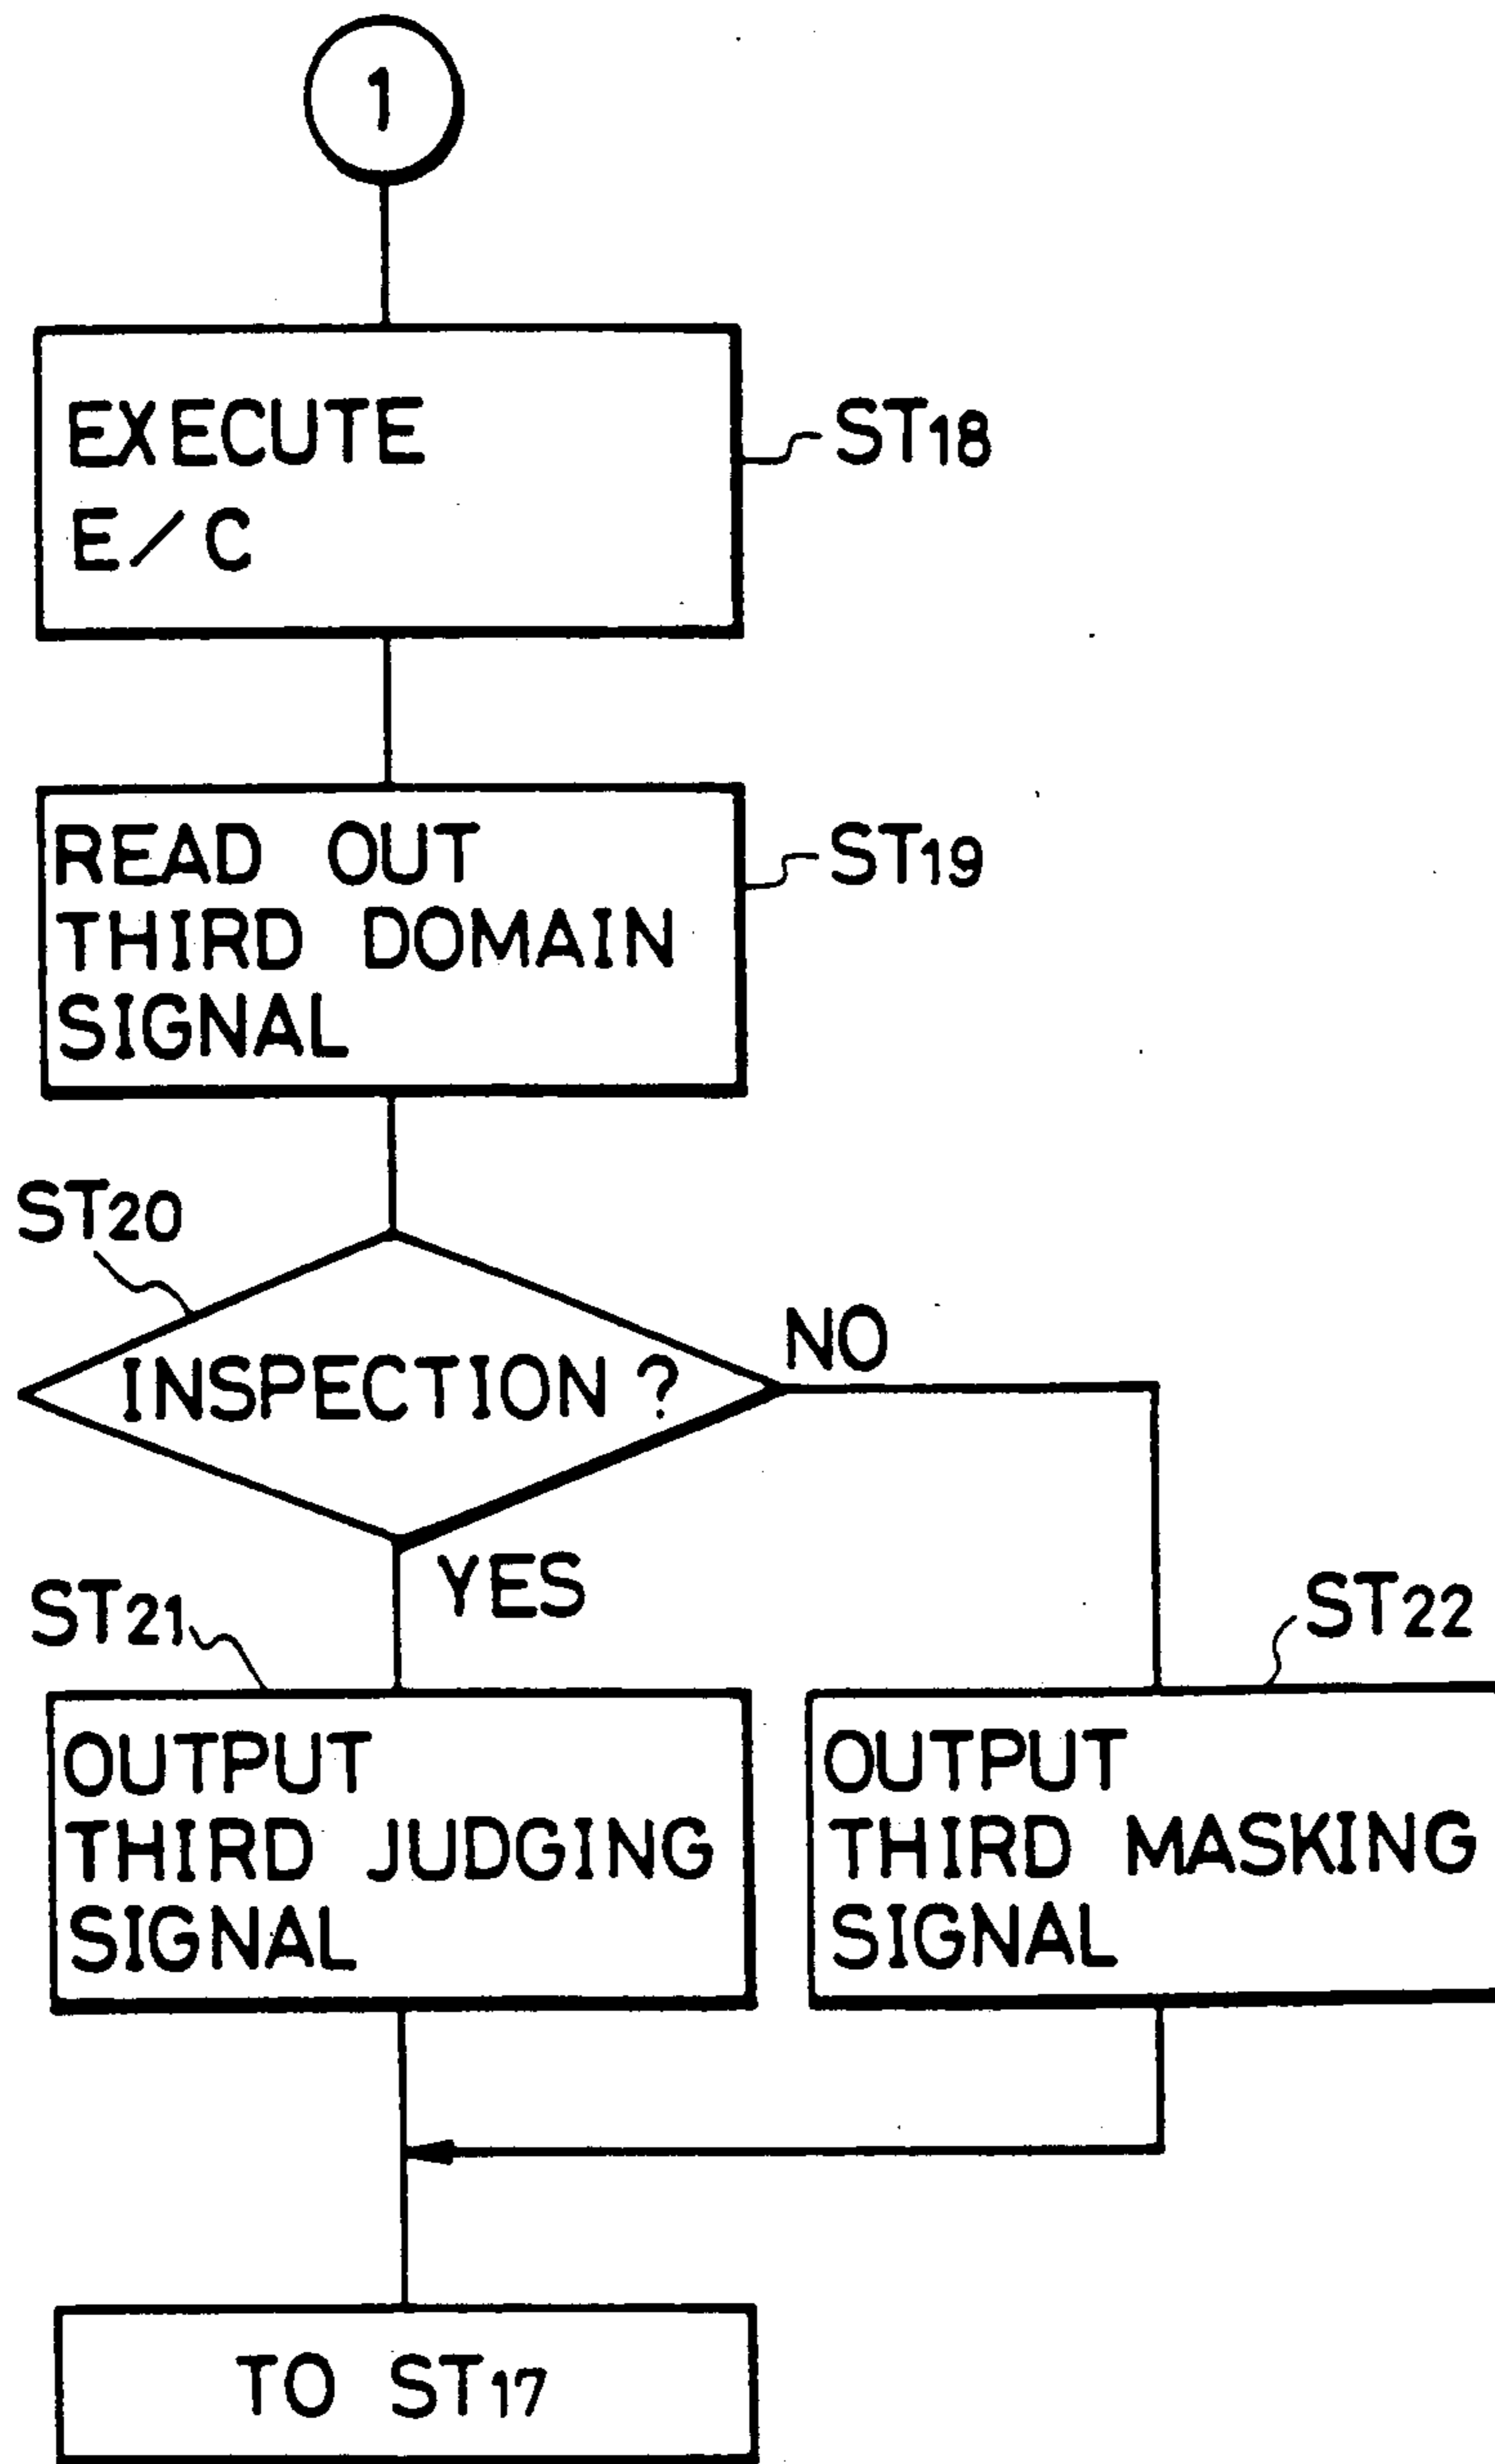 1
EXECUTE
E/C
ST18
READ OUT
THIRD DOMAIN
SIGNAL
ST19
ST20
INSPECTION ?
NO
YES
ST21
OUTPUT
THIRD JUDGING
SIGNAL
ST22
OUTPUT
THIRD MASKING
SIGNAL
TO ST17